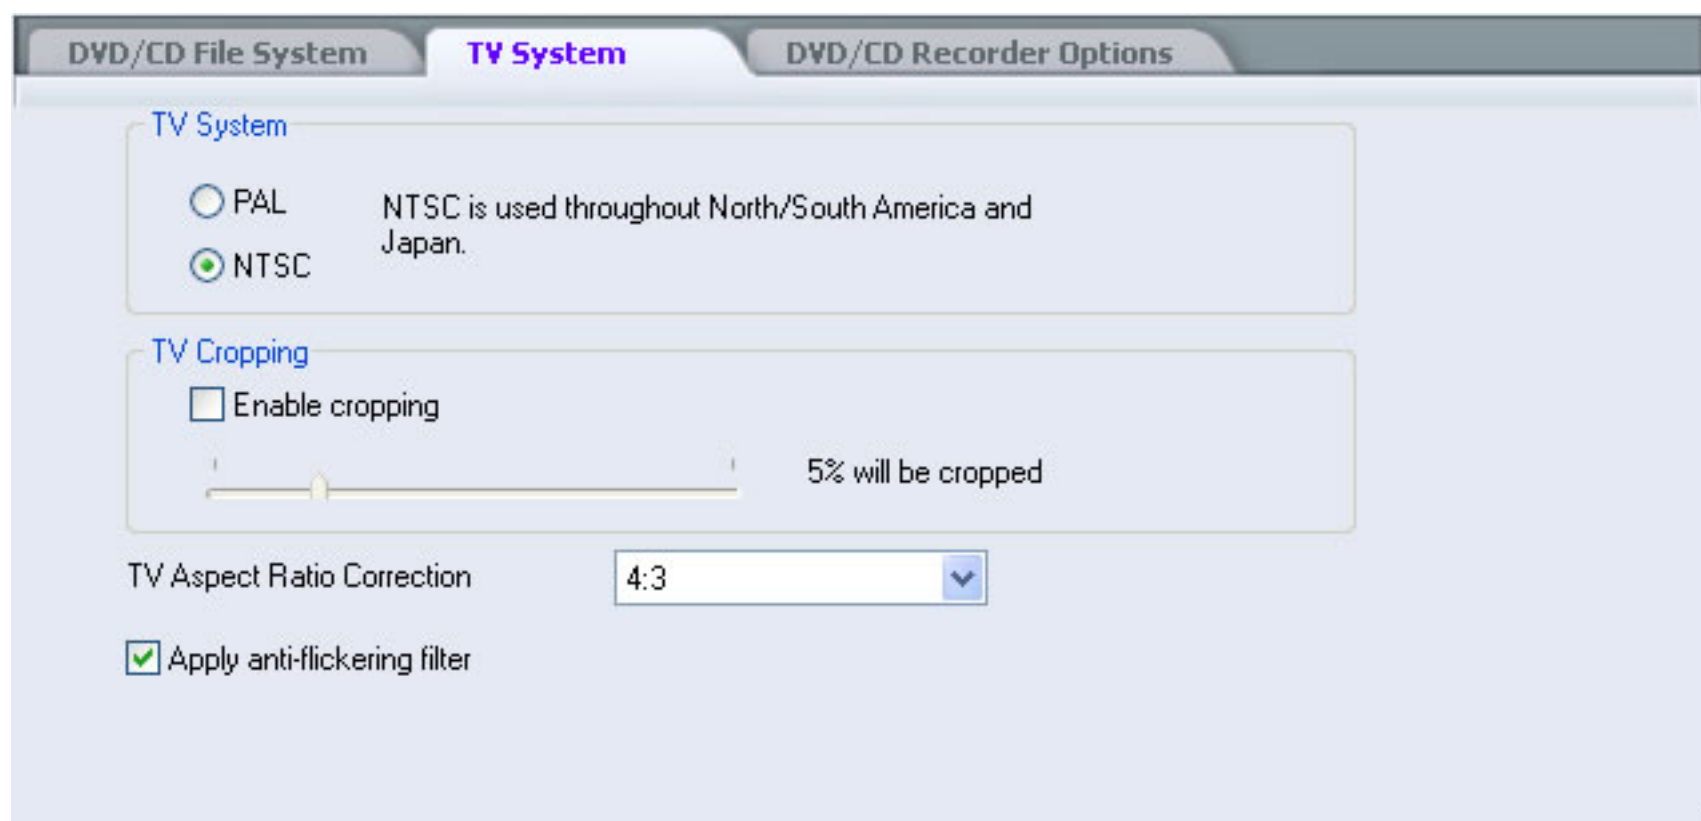 DVD/CD File System
TV System
DVD/CD Recorder Options
TV System
PAL
NTSC is used throughout North/South America and
Japan.
NTSC
TV Cropping
Enable cropping
5% will be cropped
TV Aspect Ratio Correction
4:3
Apply anti-flickering filter